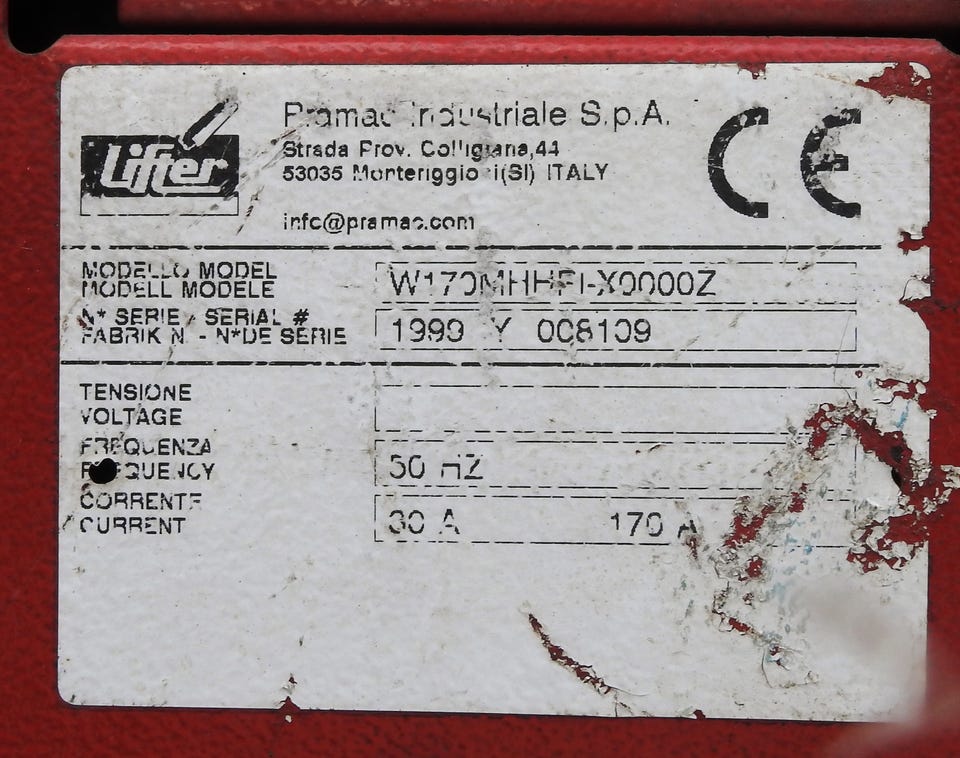 Lifter
Pramac Industriale S.p.A.
Strada Prov. Colligiana,44
53035 Monteriggioni(SI) ITALY
info@pramac.com
CE
MODELLO MODEL
MODELL MODELE
W170MHHFI-X0000Z
N° SERIE - SERIAL #
FABRIK N. - N°DE SERIE
1999 Y 008109
TENSIONE
VOLTAGE
FREQUENZA
FREQUENCY
50 HZ
CORRENTE
CURRENT
30 A 170 A